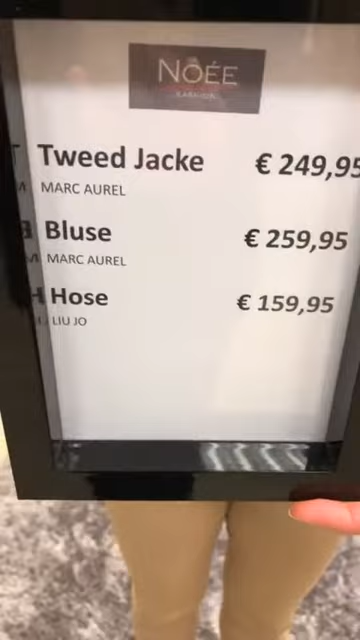 NOÉE
Tweed Jacke € 249,95
MARC AUREL
Bluse € 259,95
MARC AUREL
Hose € 159,95
LIU JO